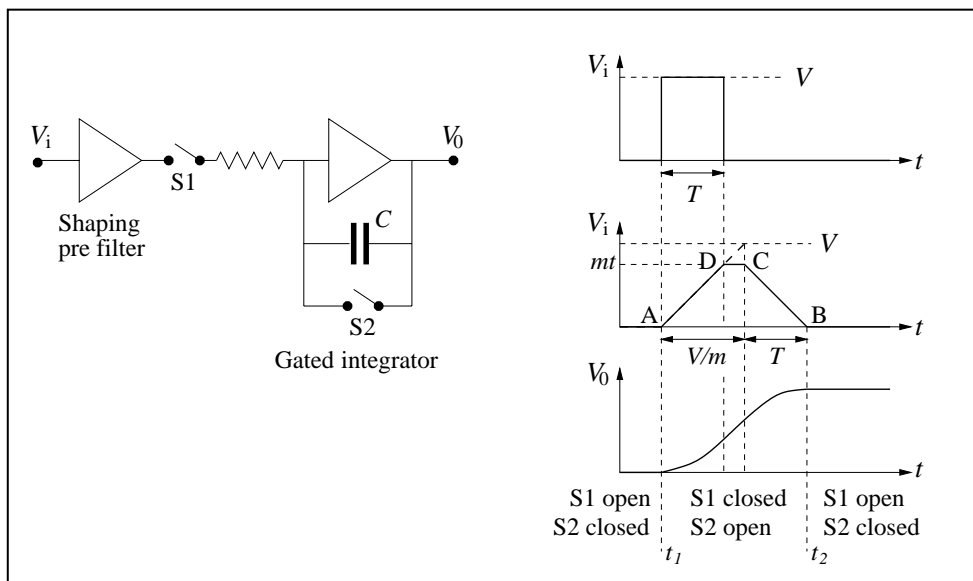 V_i
S1
V_0
Shaping
pre filter
C
S2
Gated integrator
V_i
V
t
T
V_i
V
mt
D
C
A
B
t
V/m
T
V_0
t
S1 open
S2 closed
S1 closed
S2 open
S1 open
S2 closed
t_1
t_2